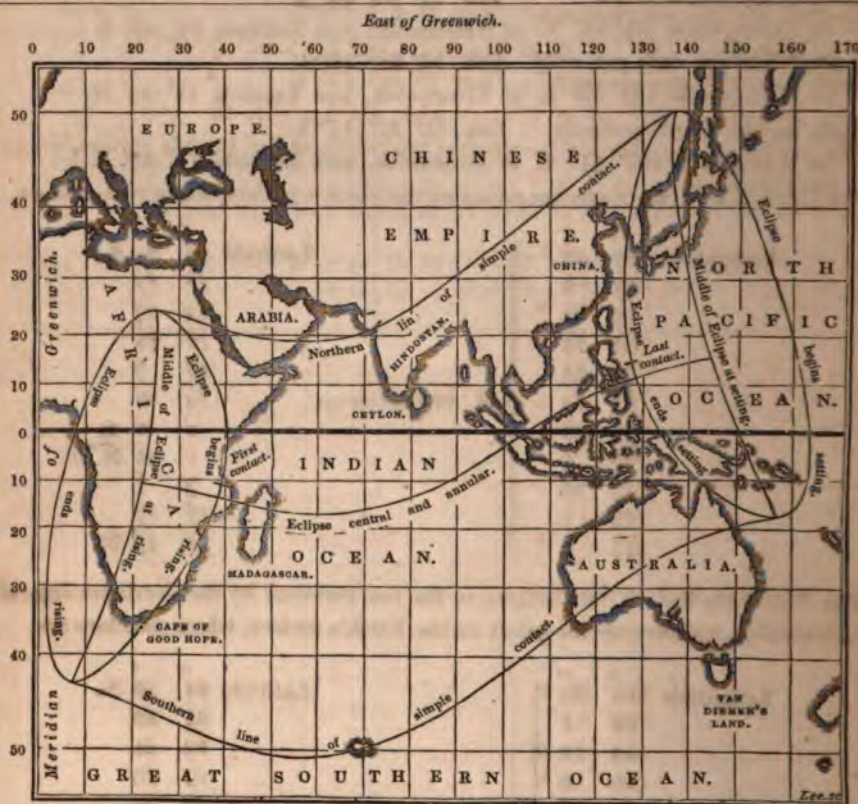 East of Greenwich.
0 10 20 30 40 50 60 70 80 90 100 110 120 130 140 150 160 170
50
40
30
20
10
0
10
20
30
40
50
EUROPE.
CHINESE
EMPIRE.
CHINA.
ARABIA.
HINDOSTAN.
CEYLON.
AFRICA
NORTH
PACIFIC
OCEAN.
INDIAN
OCEAN.
MADAGASCAR.
CAPE OF
GOOD HOPE.
AUSTRALIA.
VAN
DIEMEN'S
LAND.
GREAT SOUTHERN OCEAN.
Meridian of Greenwich.
Northern lin of simple contact.
Southern line of simple contact.
Eclipse central and annular.
First
contact.
Last
contact.
Eclipse ends rising.
Middle of Eclipse at rising.
Eclipse begins rising.
Eclipse ends setting
Middle of Eclipse at setting.
Eclipse begins setting.
Lee.sc